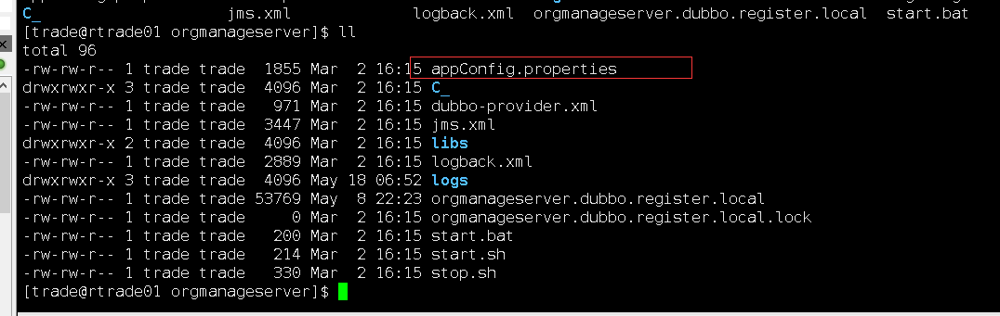 C_ jms.xml logback.xml orgmanageserver.dubbo.register.local start.bat
[trade@rtrade01 orgmanageserver]$ ll
total 96
-rw-rw-r-- 1 trade trade 1855 Mar 2 16:15 appConfig.properties
drwxrwxr-x 3 trade trade 4096 Mar 2 16:15 C_
-rw-rw-r-- 1 trade trade 971 Mar 2 16:15 dubbo-provider.xml
-rw-rw-r-- 1 trade trade 3447 Mar 2 16:15 jms.xml
drwxrwxr-x 2 trade trade 4096 Mar 2 16:15 libs
-rw-rw-r-- 1 trade trade 2889 Mar 2 16:15 logback.xml
drwxrwxr-x 3 trade trade 4096 May 18 06:52 logs
-rw-rw-r-- 1 trade trade 53769 May 8 22:23 orgmanageserver.dubbo.register.local
-rw-rw-r-- 1 trade trade 0 Mar 2 16:15 orgmanageserver.dubbo.register.local.lock
-rw-rw-r-- 1 trade trade 200 Mar 2 16:15 start.bat
-rw-rw-r-- 1 trade trade 214 Mar 2 16:15 start.sh
-rw-rw-r-- 1 trade trade 330 Mar 2 16:15 stop.sh
[trade@rtrade01 orgmanageserver]$